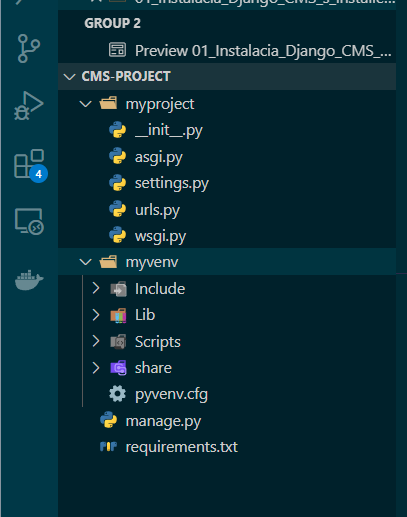 01_Instalacia_Django_CMS_s_installe...
GROUP 2
Preview 01_Instalacia_Django_CMS_...
CMS-PROJECT
myproject
__init__.py
asgi.py
settings.py
urls.py
wsgi.py
myvenv
Include
4
Lib
Scripts
share
pyvenv.cfg
manage.py
requirements.txt